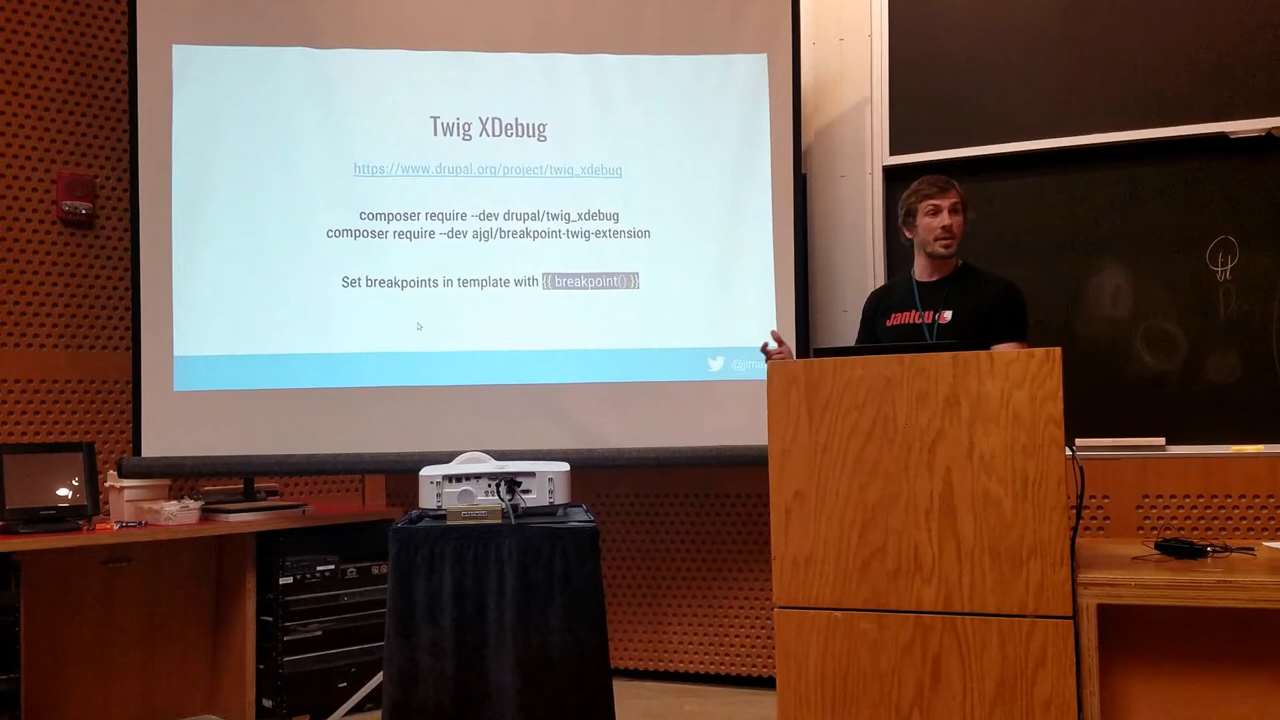 Twig XDebug
https://www.drupal.org/project/twig_xdebug
composer require --dev drupal/twig_xdebug
composer require --dev ajgl/breakpoint-twig-extension
Set breakpoints in template with {{ breakpoint() }}
Jantcu